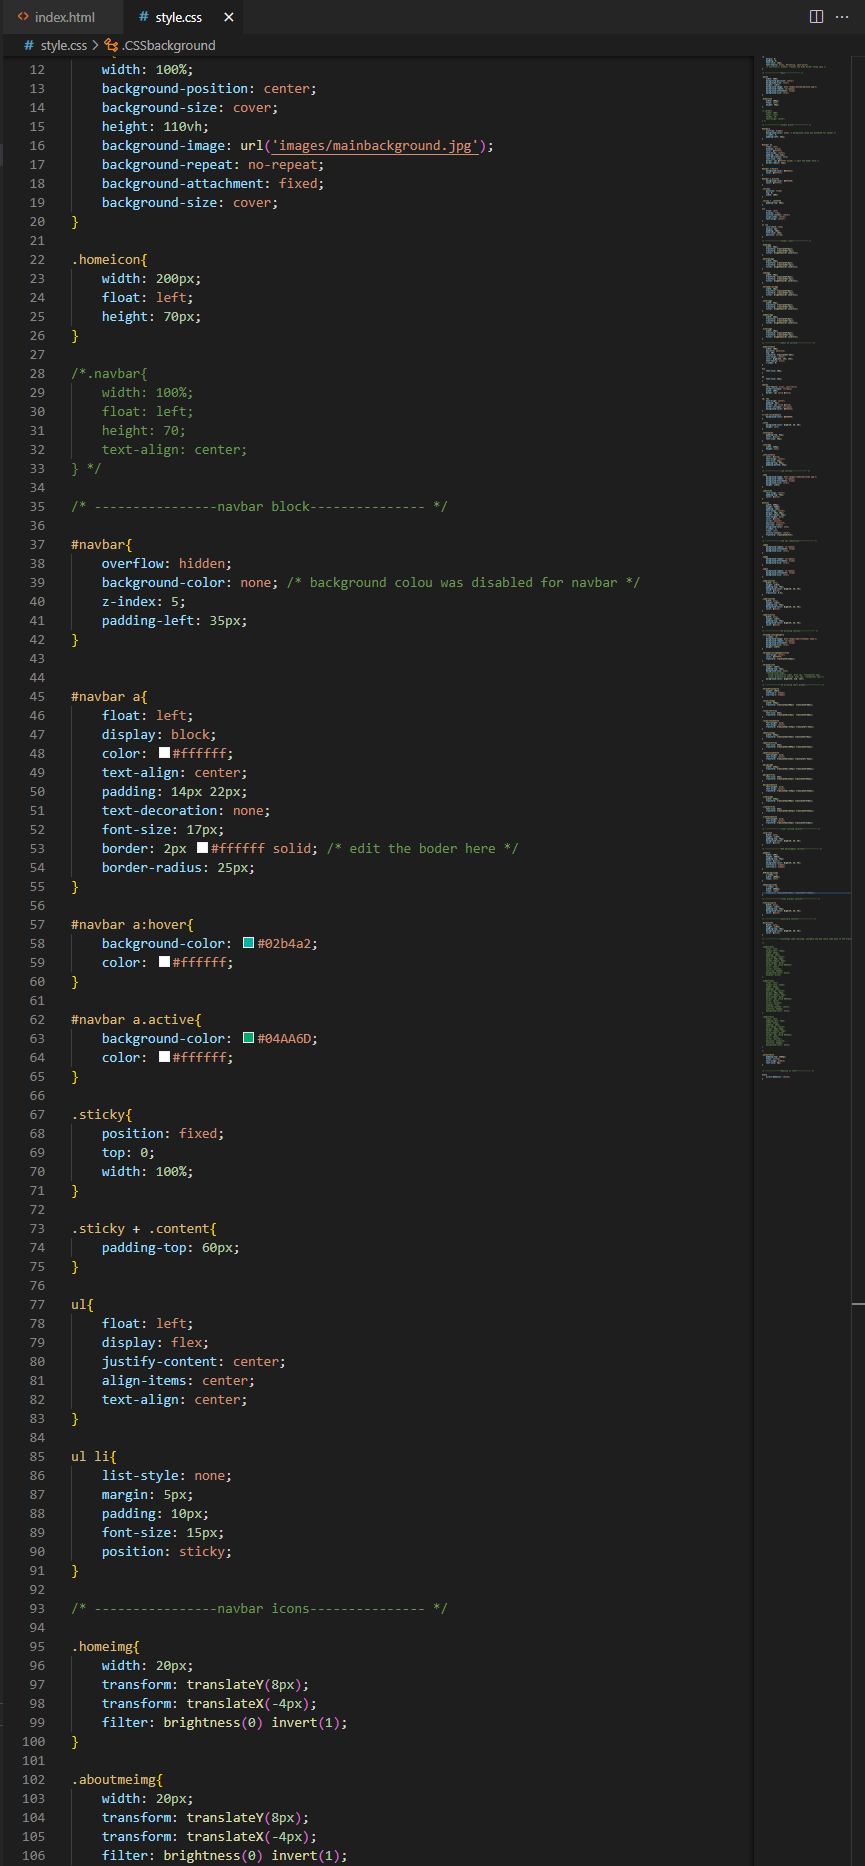 index.html
style.css
style.css > .CSSbackground
12 width: 100%;
13 background-position: center;
14 background-size: cover;
15 height: 110vh;
16 background-image: url('images/mainbackground.jpg');
17 background-repeat: no-repeat;
18 background-attachment: fixed;
19 background-size: cover;
20 }
21
22 .homeicon{
23 width: 200px;
24 float: left;
25 height: 70px;
26 }
27
28 /*.navbar{
29 width: 100%;
30 float: left;
31 height: 70;
32 text-align: center;
33 } */
34
35 /* ----------------navbar block--------------- */
36
37 #navbar{
38 overflow: hidden;
39 background-color: none; /* background colou was disabled for navbar */
40 z-index: 5;
41 padding-left: 35px;
42 }
43
44
45 #navbar a{
46 float: left;
47 display: block;
48 color: #ffffff;
49 text-align: center;
50 padding: 14px 22px;
51 text-decoration: none;
52 font-size: 17px;
53 border: 2px #ffffff solid; /* edit the boder here */
54 border-radius: 25px;
55 }
56
57 #navbar a:hover{
58 background-color: #02b4a2;
59 color: #ffffff;
60 }
61
62 #navbar a.active{
63 background-color: #04AA6D;
64 color: #ffffff;
65 }
66
67 .sticky{
68 position: fixed;
69 top: 0;
70 width: 100%;
71 }
72
73 .sticky + .content{
74 padding-top: 60px;
75 }
76
77 ul{
78 float: left;
79 display: flex;
80 justify-content: center;
81 align-items: center;
82 text-align: center;
83 }
84
85 ul li{
86 list-style: none;
87 margin: 5px;
88 padding: 10px;
89 font-size: 15px;
90 position: sticky;
91 }
92
93 /* ----------------navbar icons--------------- */
94
95 .homeimg{
96 width: 20px;
97 transform: translateY(8px);
98 transform: translateX(-4px);
99 filter: brightness(0) invert(1);
100 }
101
102 .aboutmeimg{
103 width: 20px;
104 transform: translateY(8px);
105 transform: translateX(-4px);
106 filter: brightness(0) invert(1);